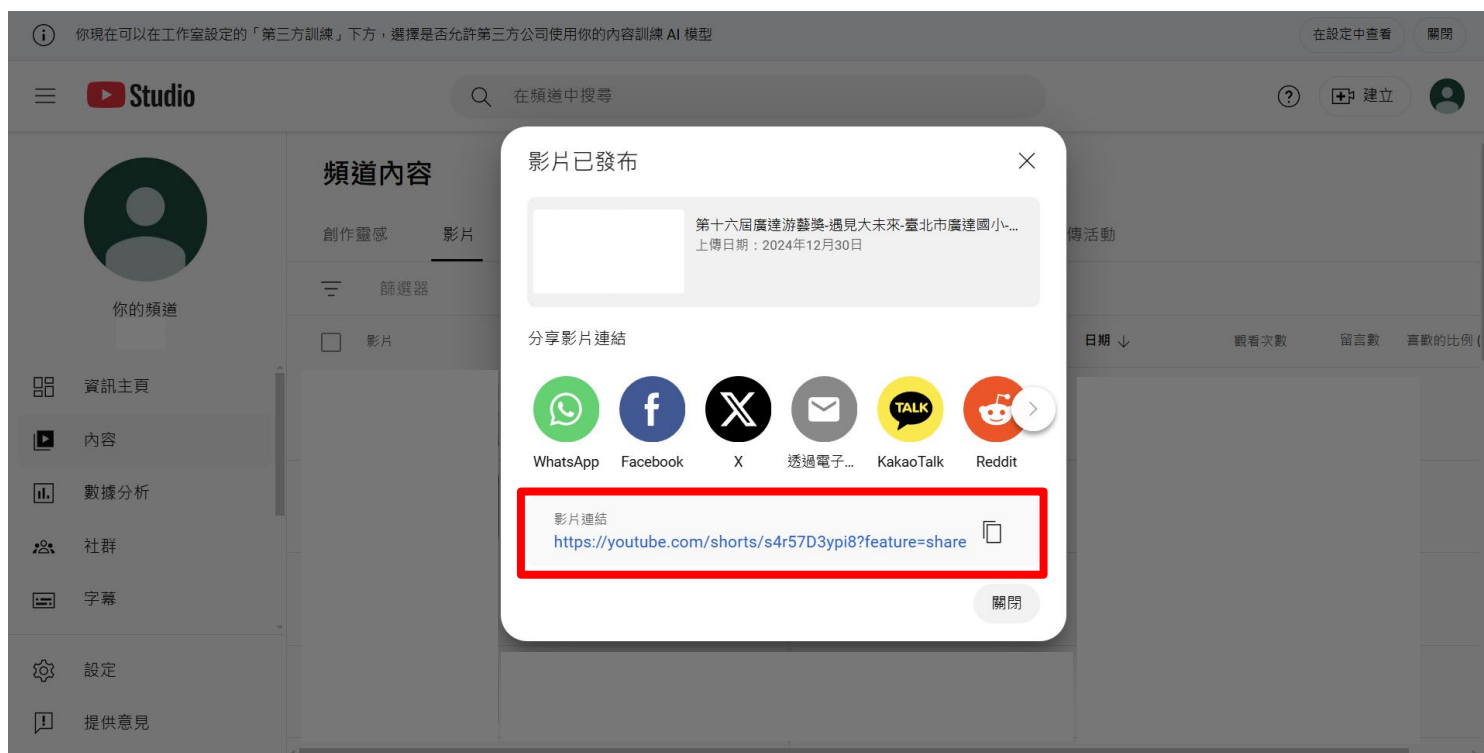 你現在可以在工作室設定的「第三方訓練」下方，選擇是否允許第三方公司使用你的內容訓練 AI 模型
在設定中查看
關閉
Studio
在頻道中搜尋
建立
你的頻道
資訊主頁
內容
數據分析
社群
字幕
設定
提供意見
頻道內容
創作靈感
影片
傳活動
篩選器
影片
日期
觀看次數
留言數
喜歡的比例 (
影片已發布
第十六屆廣達游藝獎-遇見大未來-臺北市廣達國小-...
上傳日期：2024年12月30日
分享影片連結
TALK
WhatsApp
Facebook
X
透過電子...
KakaoTalk
Reddit
影片連結
https://youtube.com/shorts/s4r57D3ypi8?feature=share
關閉